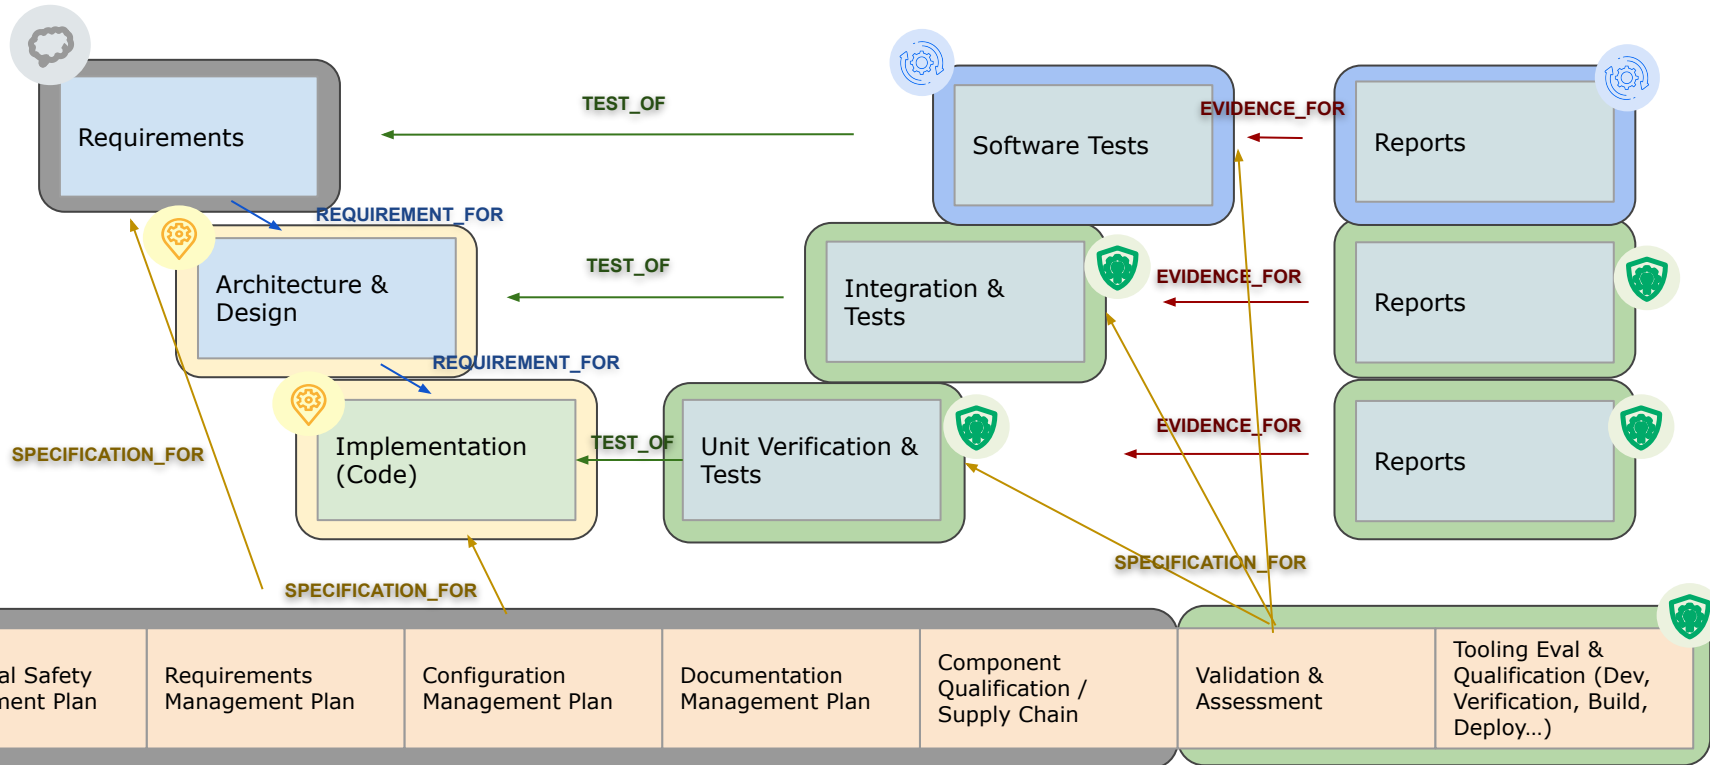 TEST_OF
EVIDENCE_FOR
Requirements
Software Tests
Reports
REQUIREMENT_FOR
TEST_OF
EVIDENCE_FOR
Architecture &
Design
Integration &
Tests
Reports
REQUIREMENT_FOR
EVIDENCE_FOR
Implementation
(Code)
TEST_OF
Unit Verification &
Tests
Reports
SPECIFICATION_FOR
SPECIFICATION_FOR
SPECIFICATION_FOR
al Safety
ment Plan
Requirements
Management Plan
Configuration
Management Plan
Documentation
Management Plan
Component
Qualification /
Supply Chain
Validation &
Assessment
Tooling Eval &
Qualification (Dev,
Verification, Build,
Deploy...)